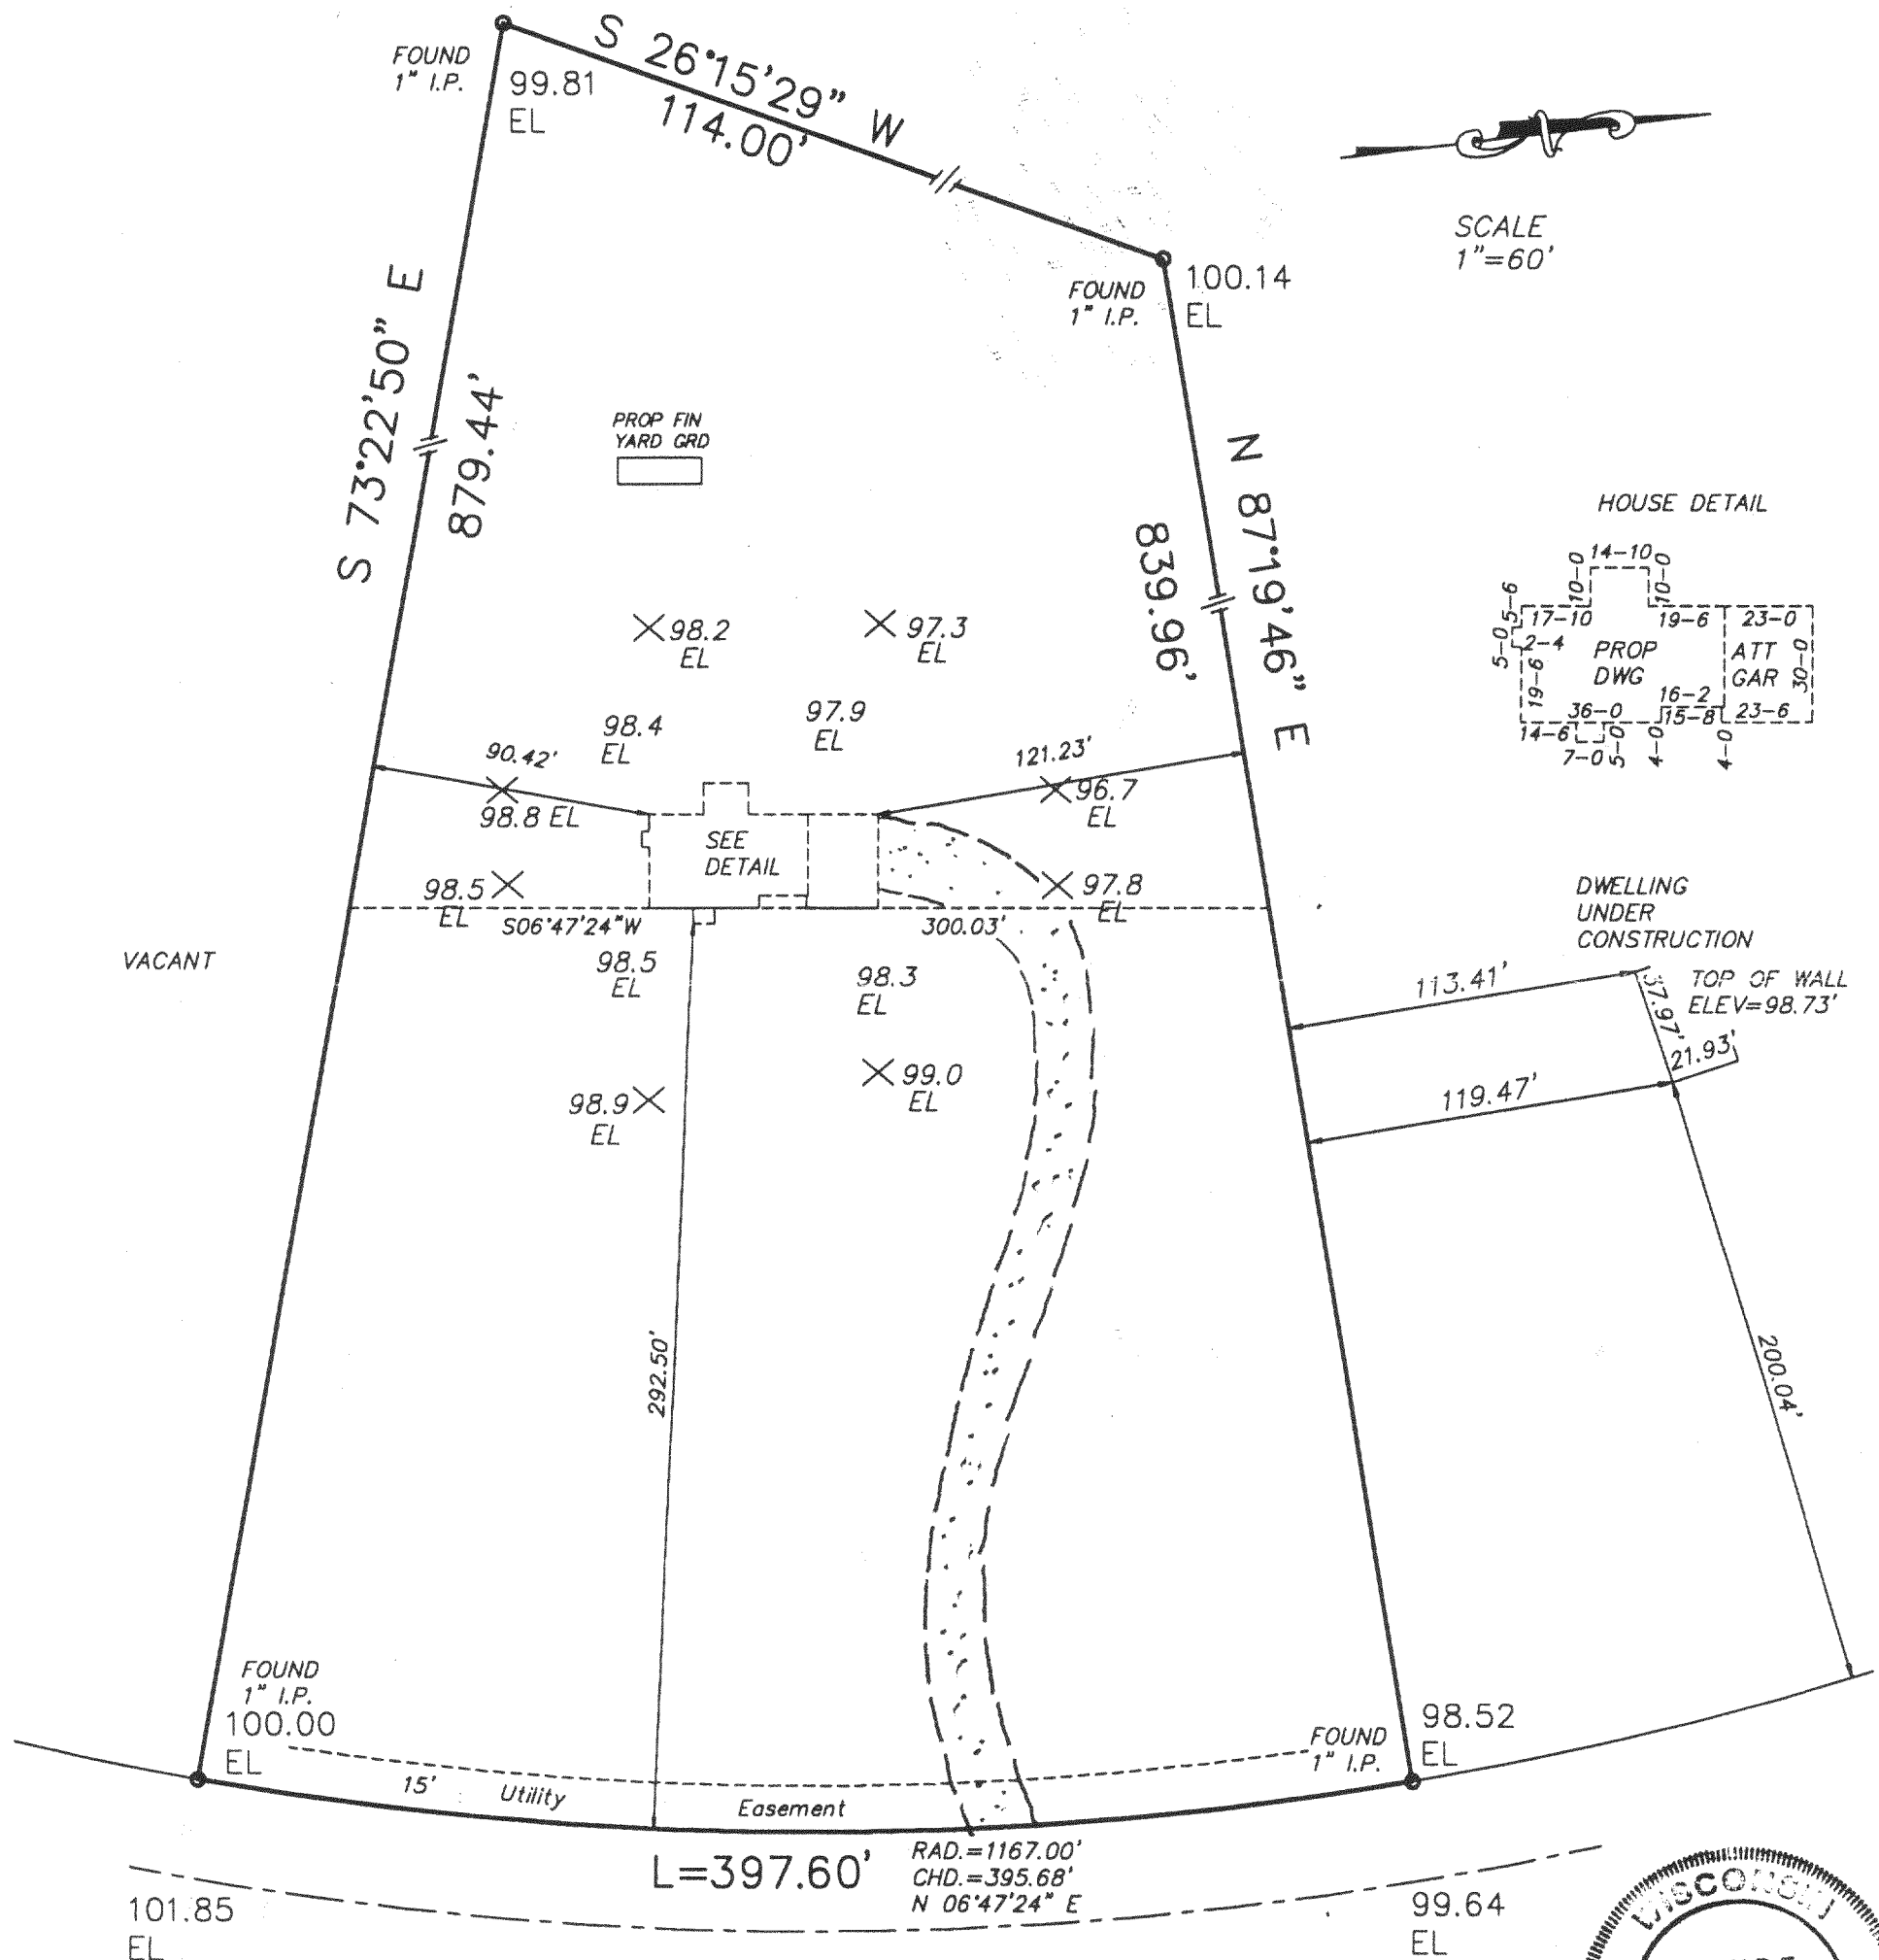 S 26°15'29" W
114.00'
FOUND
1" I.P.
99.81
EL
SCALE
1"=60'
FOUND
1" I.P.
100.14
EL
S 73°22'50" E
879.44'
PROP FIN
YARD GRD
N 87°19'46" E
839.96'
HOUSE DETAIL
14-10
10-0
10-0
5-6
17-10
19-6
23-0
5-0
2-4
PROP
DWG
ATT
GAR
30-0
19-6
16-2
36-0
15-8
23-6
14-6
7-0
5-0
4-0
4-0
98.2
EL
97.3
EL
98.4
EL
97.9
EL
90.42'
121.23'
98.8 EL
96.7
EL
SEE
DETAIL
98.5
EL
97.8
EL
S06°47'24"W
300.03'
VACANT
98.5
EL
98.3
EL
DWELLING
UNDER
CONSTRUCTION
TOP OF WALL
ELEV=98.73'
113.41'
37.97'
21.93'
119.47'
98.9
EL
99.0
EL
292.50'
200.04'
FOUND
1" I.P.
100.00
EL
98.52
EL
FOUND
1" I.P.
15' Utility Easement
L=397.60'
RAD.=1167.00'
CHD.=395.68'
N 06°47'24" E
101.85
EL
99.64
EL
WISCONSIN